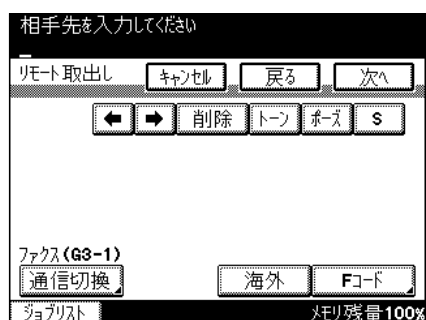 相手先を入力してください
リモート取出し キャンセル 戻る 次へ
← → 削除 トーン ポーズ S
ファクス(G3-1)
通信切換 海外 Fコード
ジョブリスト メモリ残量100%